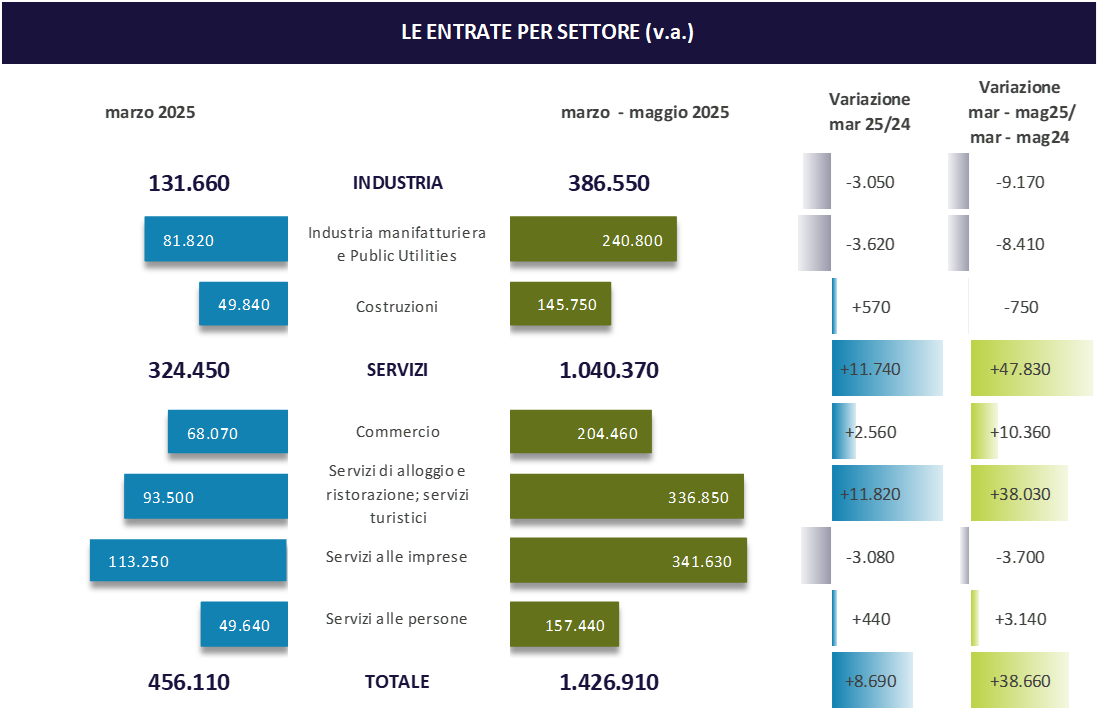 LE ENTRATE PER SETTORE (v.a.)
marzo 2025
marzo - maggio 2025
Variazione
mar 25/24
Variazione
mar - mag25/
mar - mag24
131.660
INDUSTRIA
386.550
-3.050
-9.170
81.820
Industria manifatturiera
e Public Utilities
240.800
-3.620
-8.410
49.840
Costruzioni
145.750
+570
-750
324.450
SERVIZI
1.040.370
+11.740
+47.830
68.070
Commercio
204.460
+2.560
+10.360
93.500
Servizi di alloggio e
ristorazione; servizi
turistici
336.850
+11.820
+38.030
113.250
Servizi alle imprese
341.630
-3.080
-3.700
49.640
Servizi alle persone
157.440
+440
+3.140
456.110
TOTALE
1.426.910
+8.690
+38.660